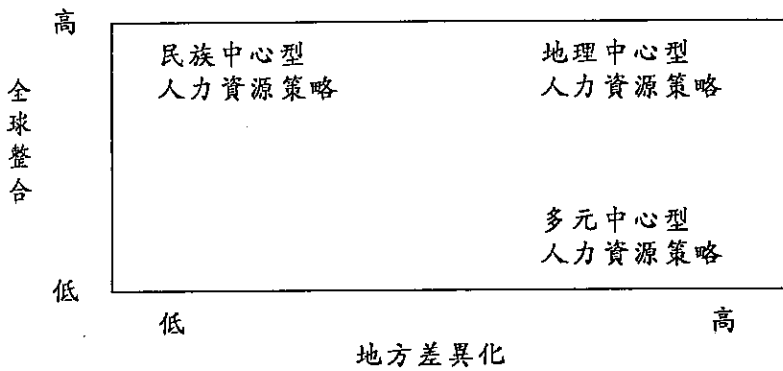 高
民族中心型
人力資源策略
地理中心型
人力資源策略
全球整合
多元中心型
人力資源策略
低
低
高
地方差異化